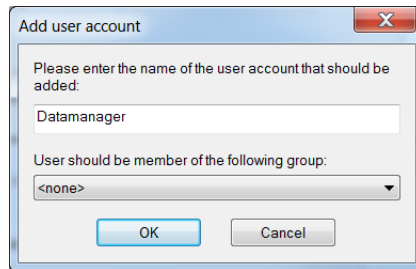 Add user account
Please enter the name of the user account that should be
added:
Datamanager
User should be member of the following group:
<none>
OK
Cancel